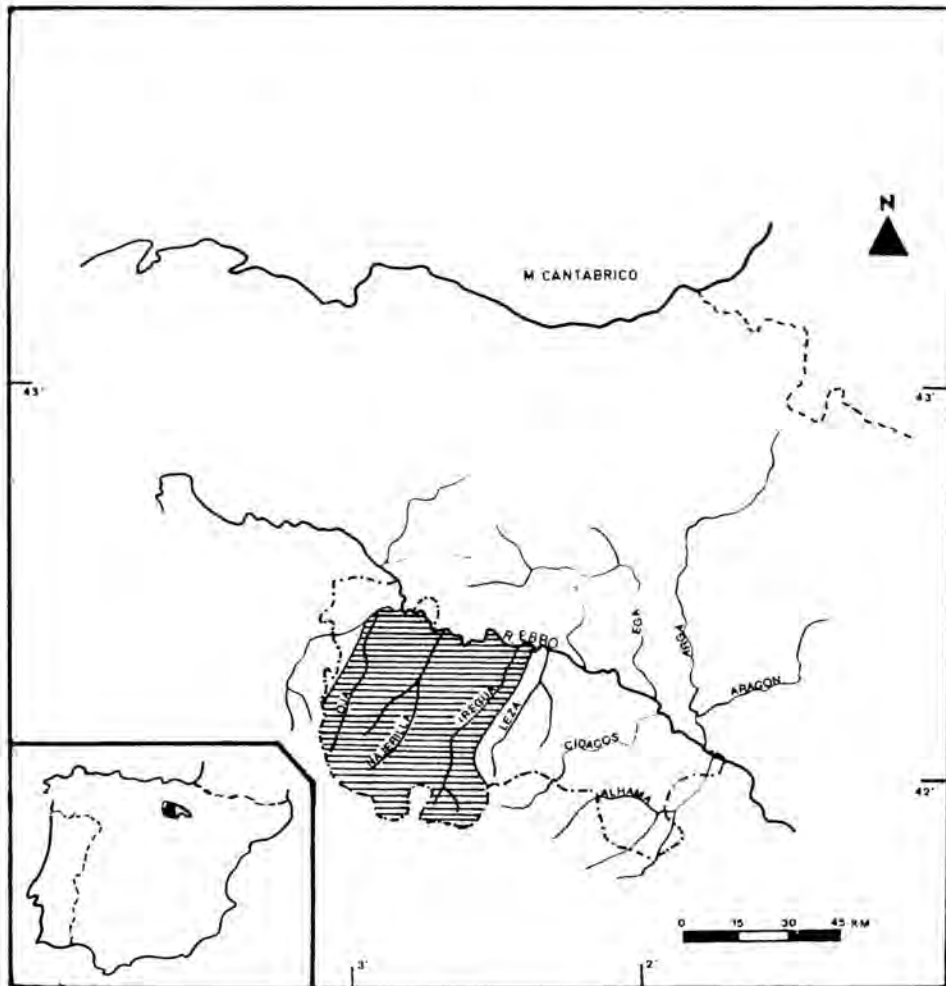 N
M CANTABRICO
43'
43'
R. EBRO
EGA
ARGA
ARAGON
OJA
NAJERILLA
IREGUA
LEZA
CIDACOS
ALHAMA
42'
0 15 30 45 KM
3'
2'